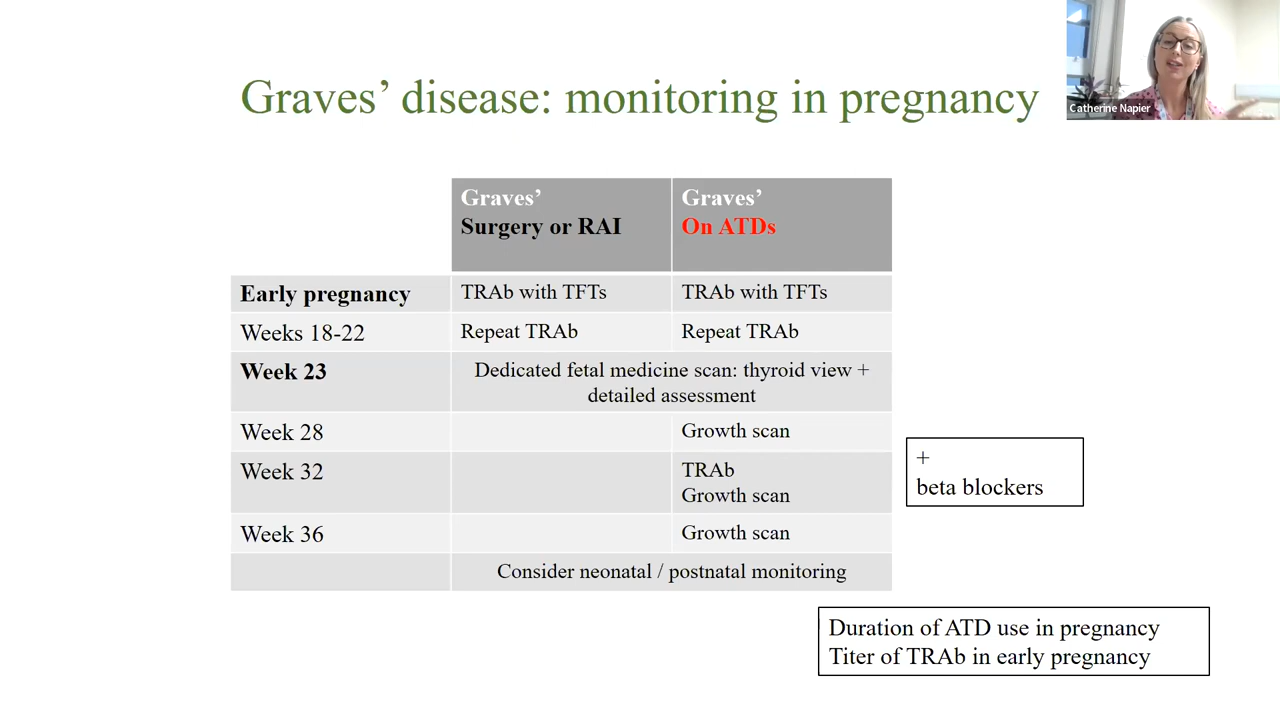 Graves’ disease: monitoring in pregnancy
Catherine Napier
Graves’
Surgery or RAI
Graves’
On ATDs
Early pregnancy
TRAb with TFTs
TRAb with TFTs
Weeks 18-22
Repeat TRAb
Repeat TRAb
Week 23
Dedicated fetal medicine scan: thyroid view +
detailed assessment
Week 28
Growth scan
Week 32
TRAb
Growth scan
+
beta blockers
Week 36
Growth scan
Consider neonatal / postnatal monitoring
Duration of ATD use in pregnancy
Titer of TRAb in early pregnancy